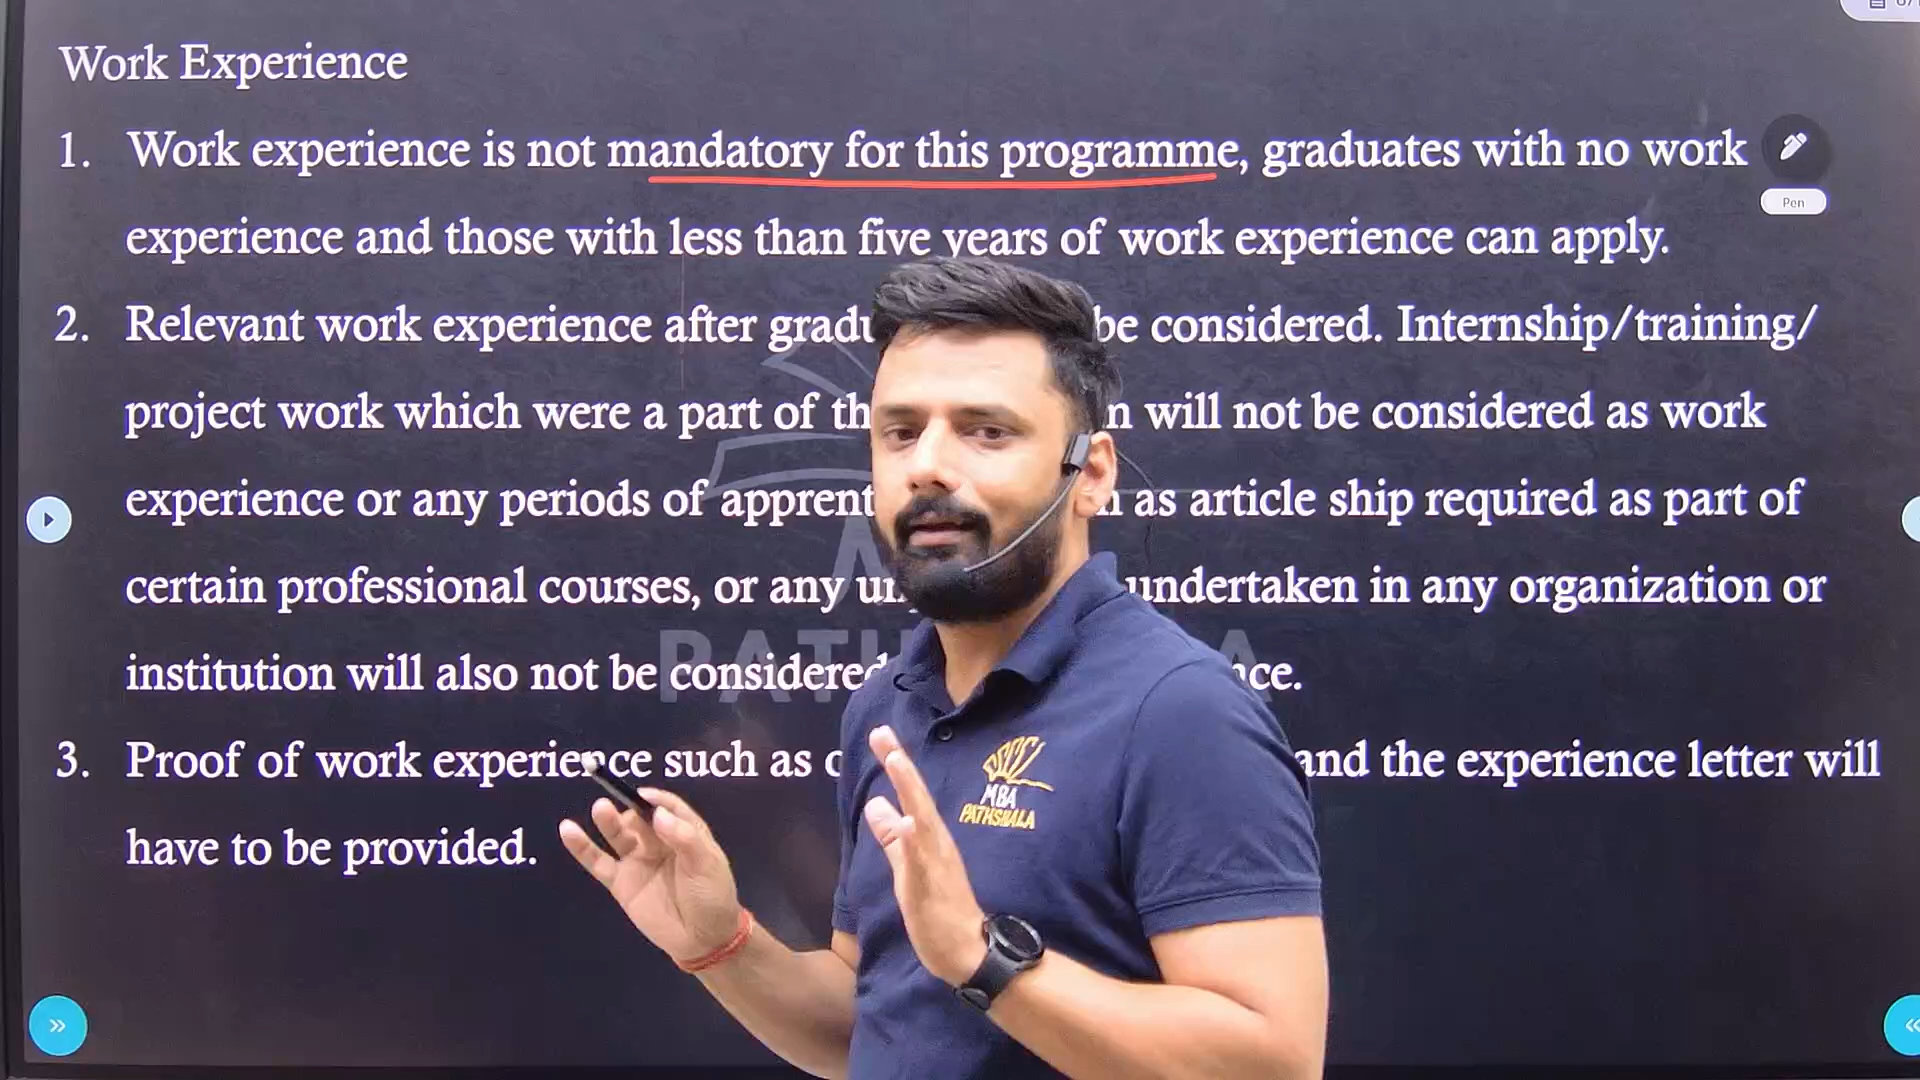 Work Experience
1. Work experience is not mandatory for this programme, graduates with no work
Pen
experience and those with less than five years of work experience can apply.
2. Relevant work experience after be considered. Internship/training/
project work which were a part of will not be considered as work
experience or any periods of as article ship required as part of
certain professional courses, or any undertaken in any organization or
institution will also not be considered
3. Proof of work experience such as and the experience letter will
have to be provided.
MBA
PATHSHALA